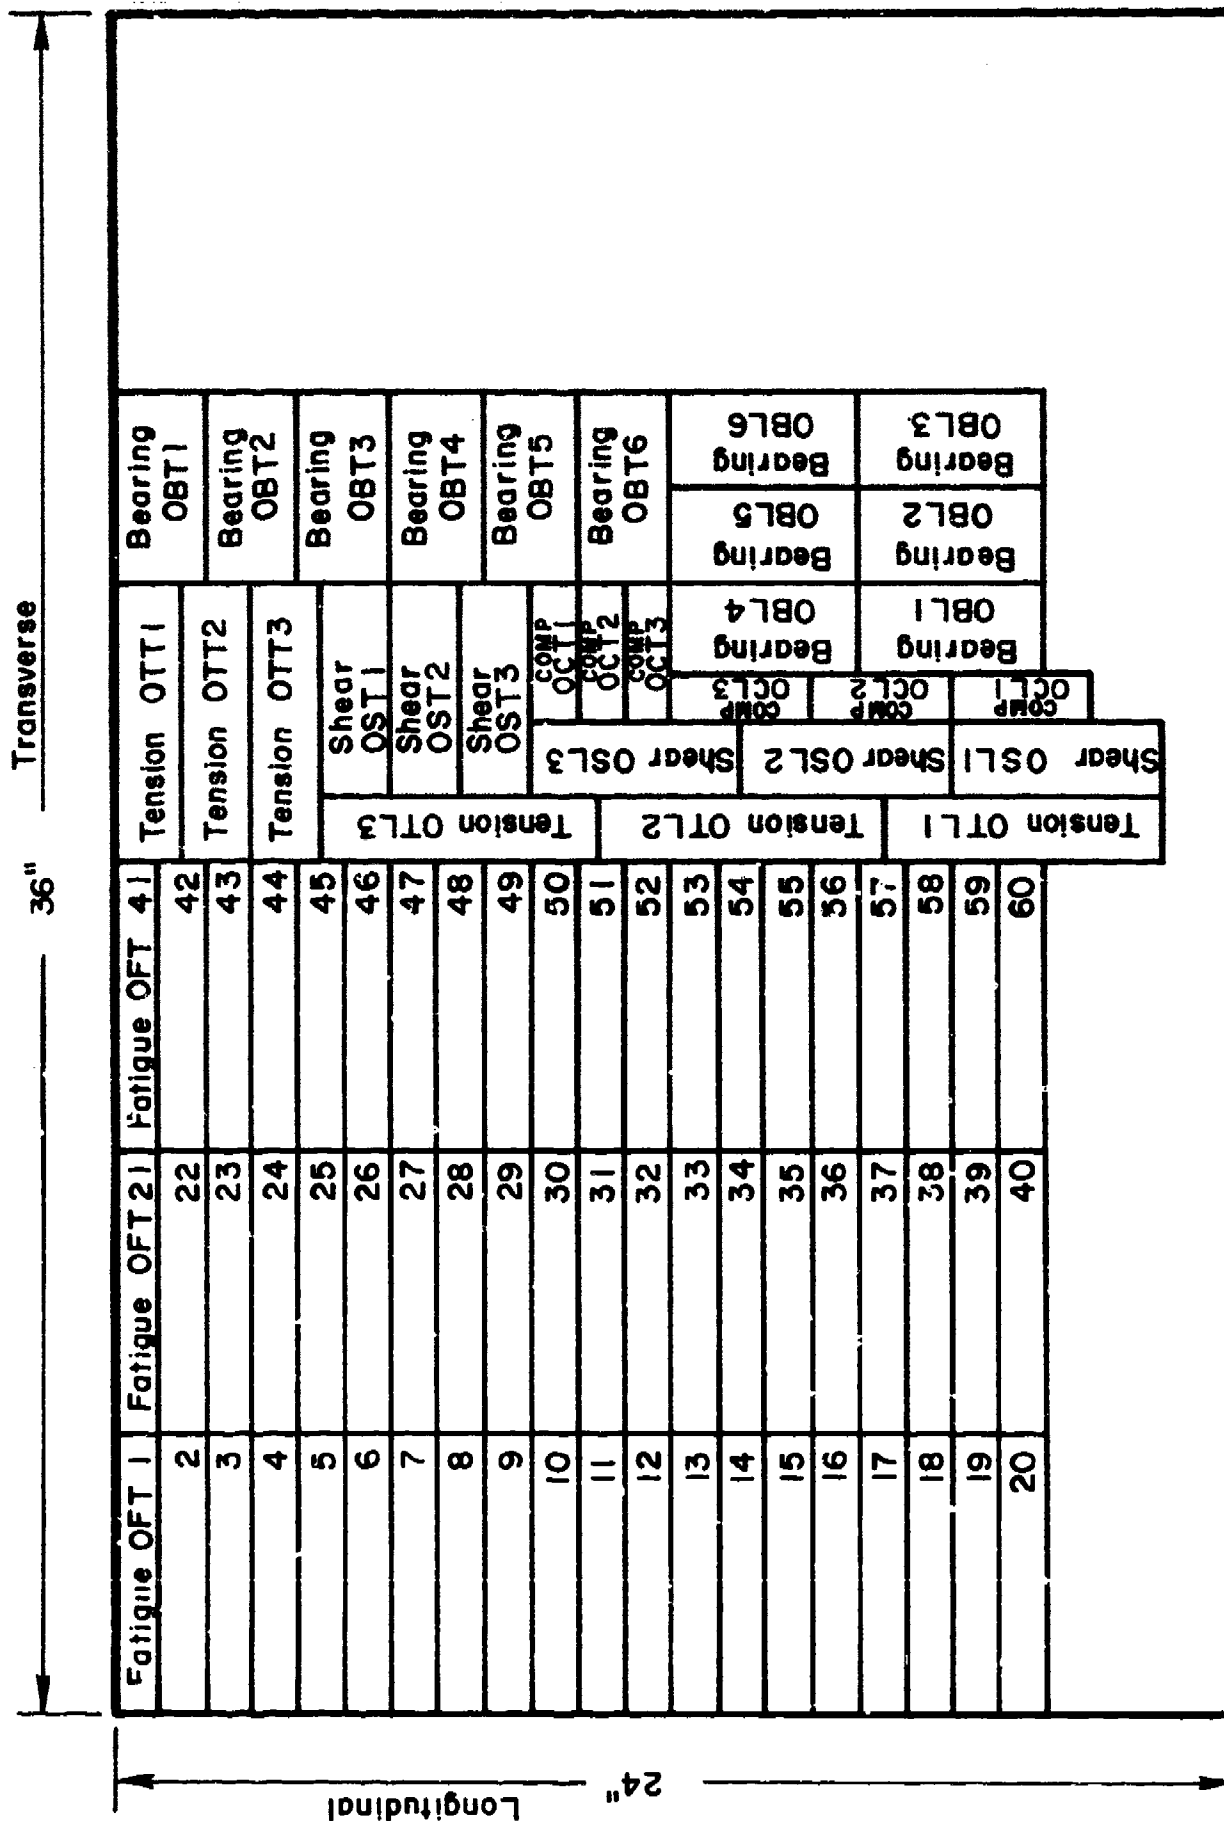 Transverse
36"
Longitudinal
24"
Fatigue OFT 1
2
3
4
5
6
7
8
9
10
11
12
13
14
15
16
17
18
19
20
Fatigue OFT 21
22
23
24
25
26
27
28
29
30
31
32
33
34
35
36
37
38
39
40
Fatigue OFT 41
42
43
44
45
46
47
48
49
50
51
52
53
54
55
56
57
58
59
60
Tension OTT1
Tension OTT2
Tension OTT3
Tension OTL3
Tension OTL2
Tension OTL1
Shear
OST1
Shear
OST2
Shear
OST3
Shear OSL3
Shear OSL2
Shear OSL1
COMP
OCT1
COMP
OCT2
COMP
OCT3
COMP
OCL3
COMP
OCL2
COMP
OCL1
Bearing
OBT1
Bearing
OBT2
Bearing
OBT3
Bearing
OBT4
Bearing
OBT5
Bearing
OBT6
Bearing
OBL4
Bearing
OBL1
Bearing
OBL5
Bearing
OBL2
Bearing
OBL6
Bearing
OBL3